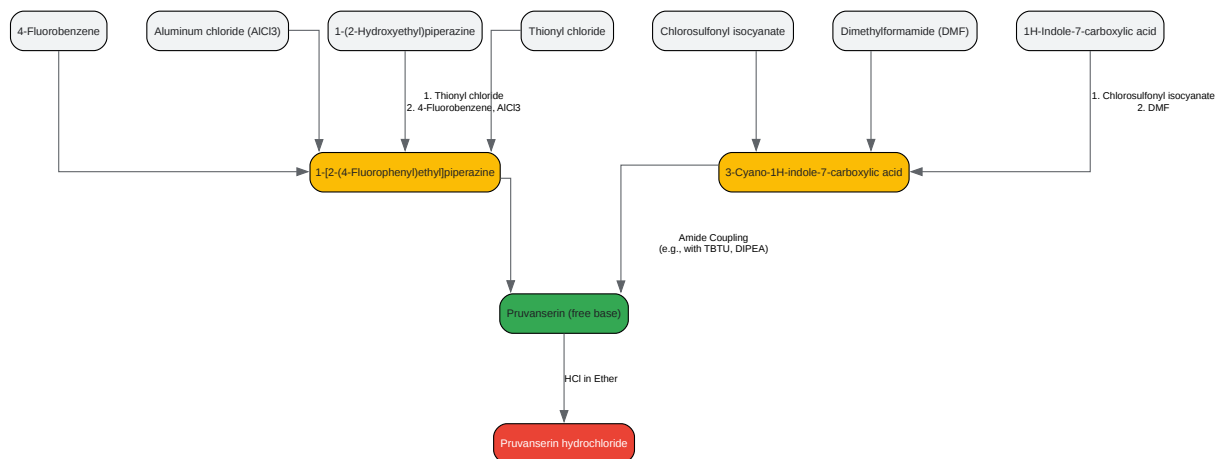 4-Fluorobenzene
Aluminum chloride (AlCl3)
1-(2-Hydroxyethyl)piperazine
Thionyl chloride
Chlorosulfonyl isocyanate
Dimethylformamide (DMF)
1H-Indole-7-carboxylic acid
1. Thionyl chloride
2. 4-Fluorobenzene, AlCl3
1. Chlorosulfonyl isocyanate
2. DMF
1-[2-(4-Fluorophenyl)ethyl]piperazine
3-Cyano-1H-indole-7-carboxylic acid
Amide Coupling
(e.g., with TBTU, DIPEA)
Pruvanserin (free base)
HCl in Ether
Pruvanserin hydrochloride